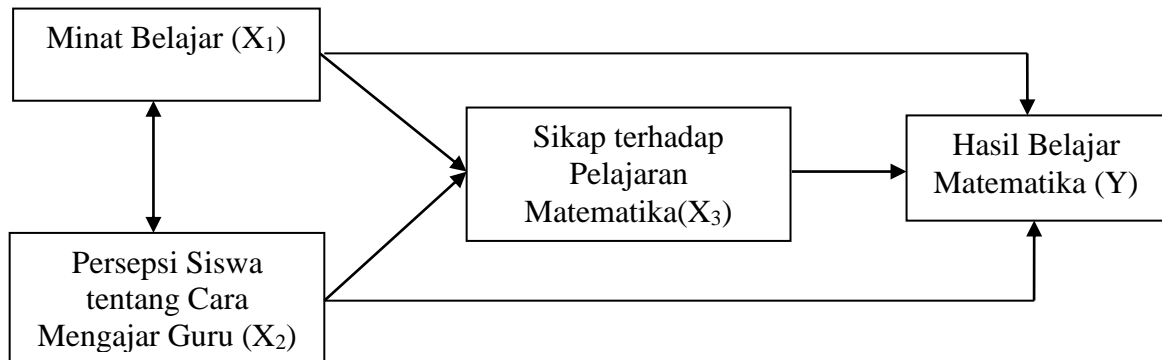 Minat Belajar (X₁)
Sikap terhadap
Pelajaran
Matematika(X₃)
Hasil Belajar
Matematika (Y)
Persepsi Siswa
tentang Cara
Mengajar Guru (X₂)